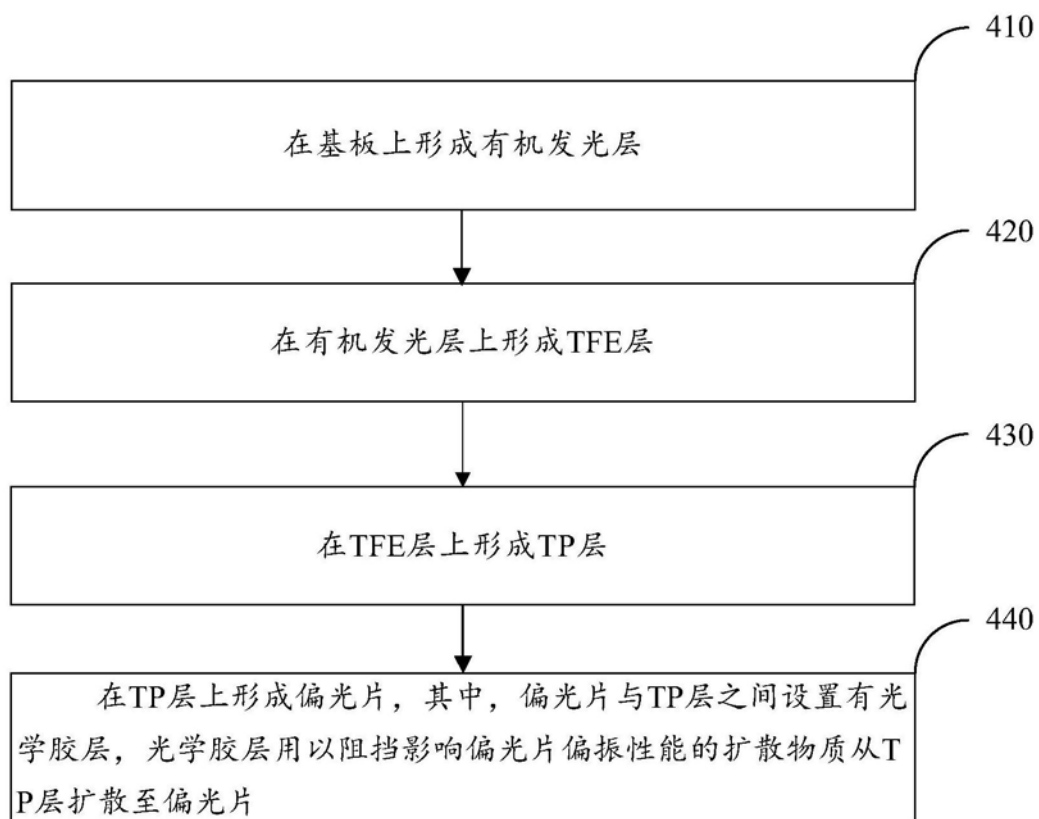 410
在基板上形成有机发光层
420
在有机发光层上形成TFE层
430
在TFE层上形成TP层
440
在TP层上形成偏光片，其中，偏光片与TP层之间设置有光
学胶层，光学胶层用以阻挡影响偏光片偏振性能的扩散物质从T
P层扩散至偏光片